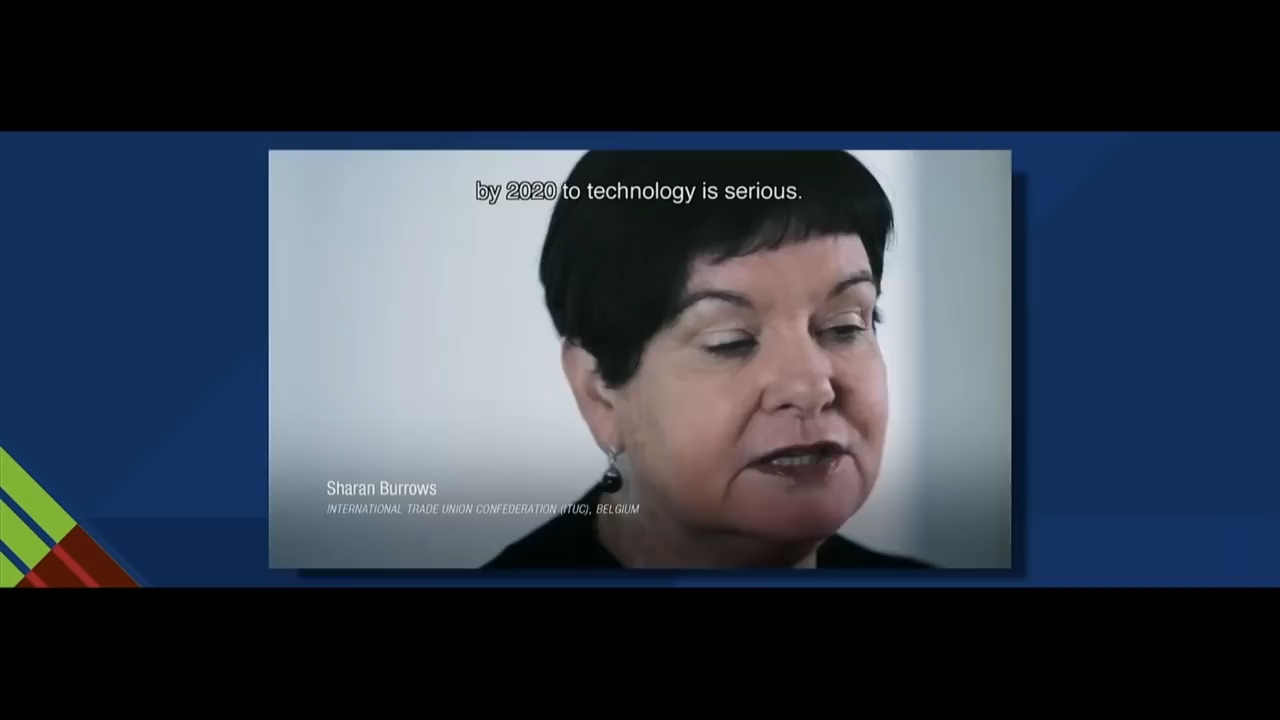 by 2020 to technology is serious.
Sharan Burrows
INTERNATIONAL TRADE UNION CONFEDERATION (ITUC), BELGIUM